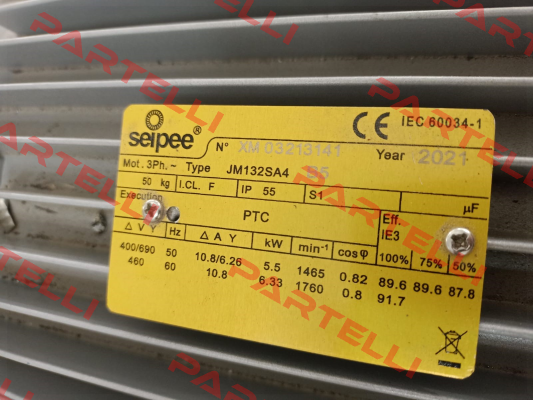 PARTELLI
PARTELLI
PARTELLI
PARTELLI
seipee® CE IEC 60034-1
N° XM 03213141 Year 2021
Mot. 3Ph. ~ Type JM132SA4 B5
50 kg I.CL. F IP 55 S1 µF
Execution PTC Eff. IE3
△ V Y Hz △ A Y kW min⁻¹ cosφ 100% 75% 50%
400/690 50 10.8/6.26 5.5 1465 0.82 89.6 89.6 87.8
460 60 10.8 6.33 1760 0.8 91.7